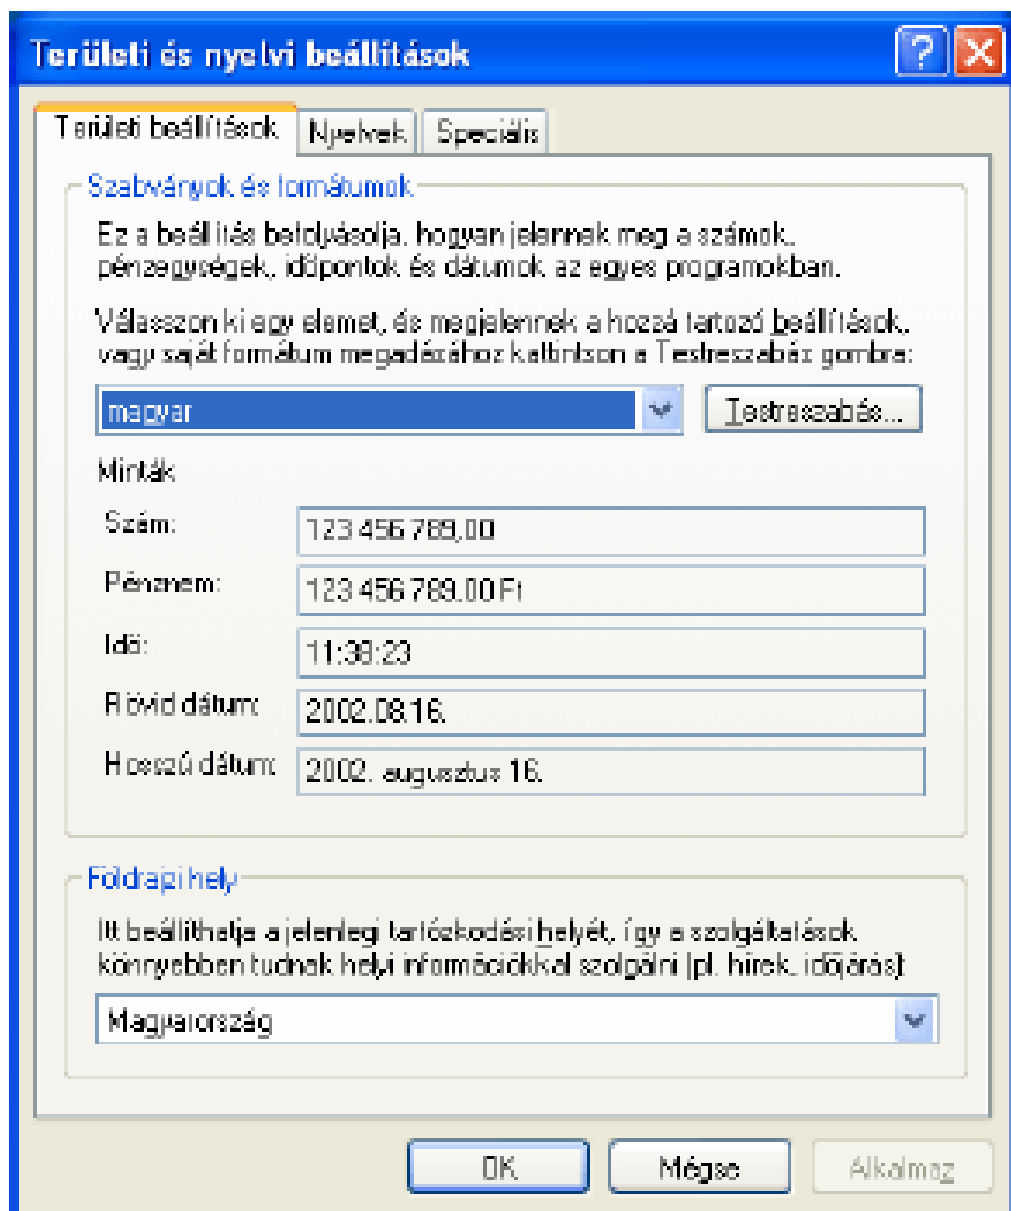 Területi és nyelvi beállítások
Területi beállítások Nyelvek Speciális
Szabványok és formátumok
Ez a beállítás befolyásolja, hogyan jelennek meg a számok,
pénzegységek, időpontok és dátumok az egyes programokban.
Válasszon ki egy elemet, és megjelennek a hozzá tartozó beállítások,
vagy saját formátum megadásához kattintson a Testreszabás gombra:
magyar Testreszabás...
Minták
Szám: 123 456 789,00
Pénznem: 123 456 789,00 Ft
Idő: 11:38:23
Rövid dátum: 2002.08.16.
Hosszú dátum: 2002. augusztus 16.
Földrajzi hely
Itt beállíthatja a jelenlegi tartózkodási helyét, így a szolgáltatások
könnyebben tudnak helyi információkkal szolgálni (pl. hírek, időjárás):
Magyarország
OK Mégse Alkalmaz